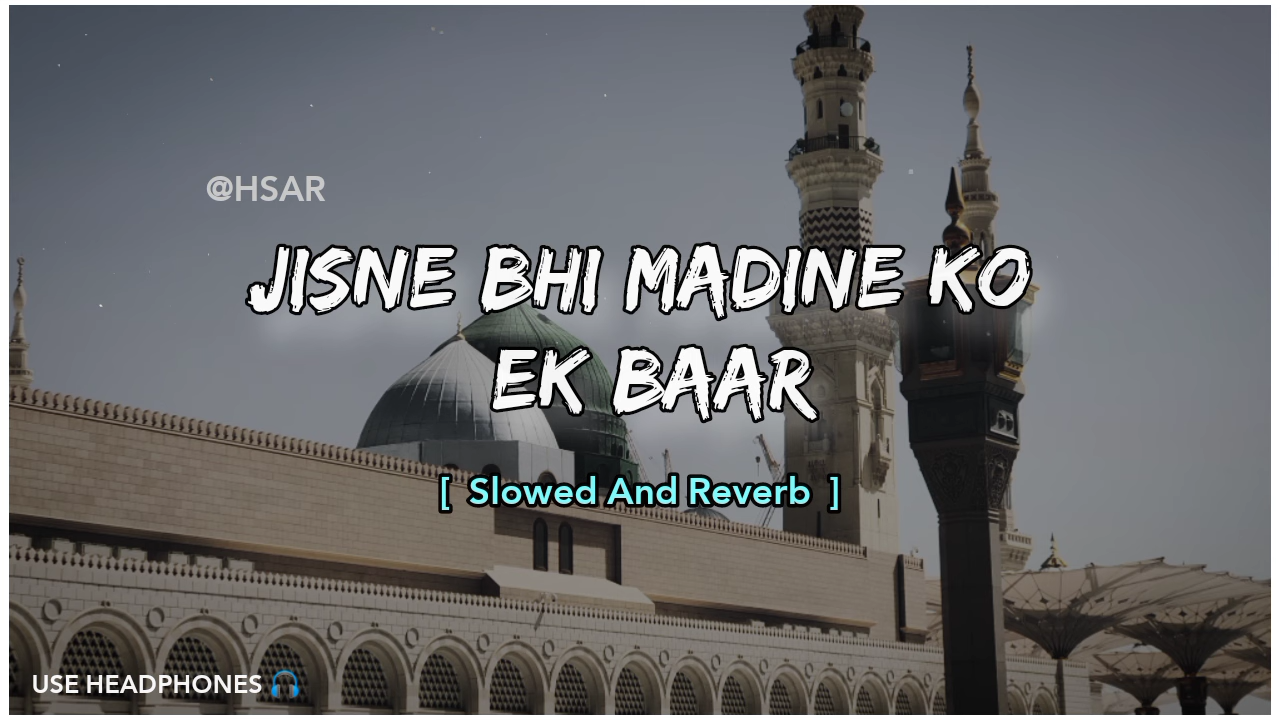 @HSAR
JISNE BHI MADINE KO
EK BAAR
[ Slowed And Reverb ]
USE HEADPHONES 🎧